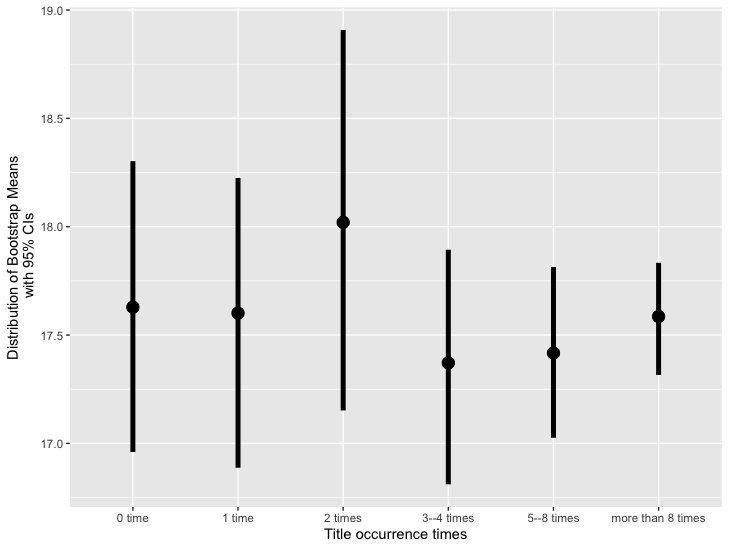 19.0
18.5
18.0
17.5
17.0
Distribution of Bootstrap Means
with 95% CIs
0 time
1 time
2 times
3--4 times
5--8 times
more than 8 times
Title occurrence times